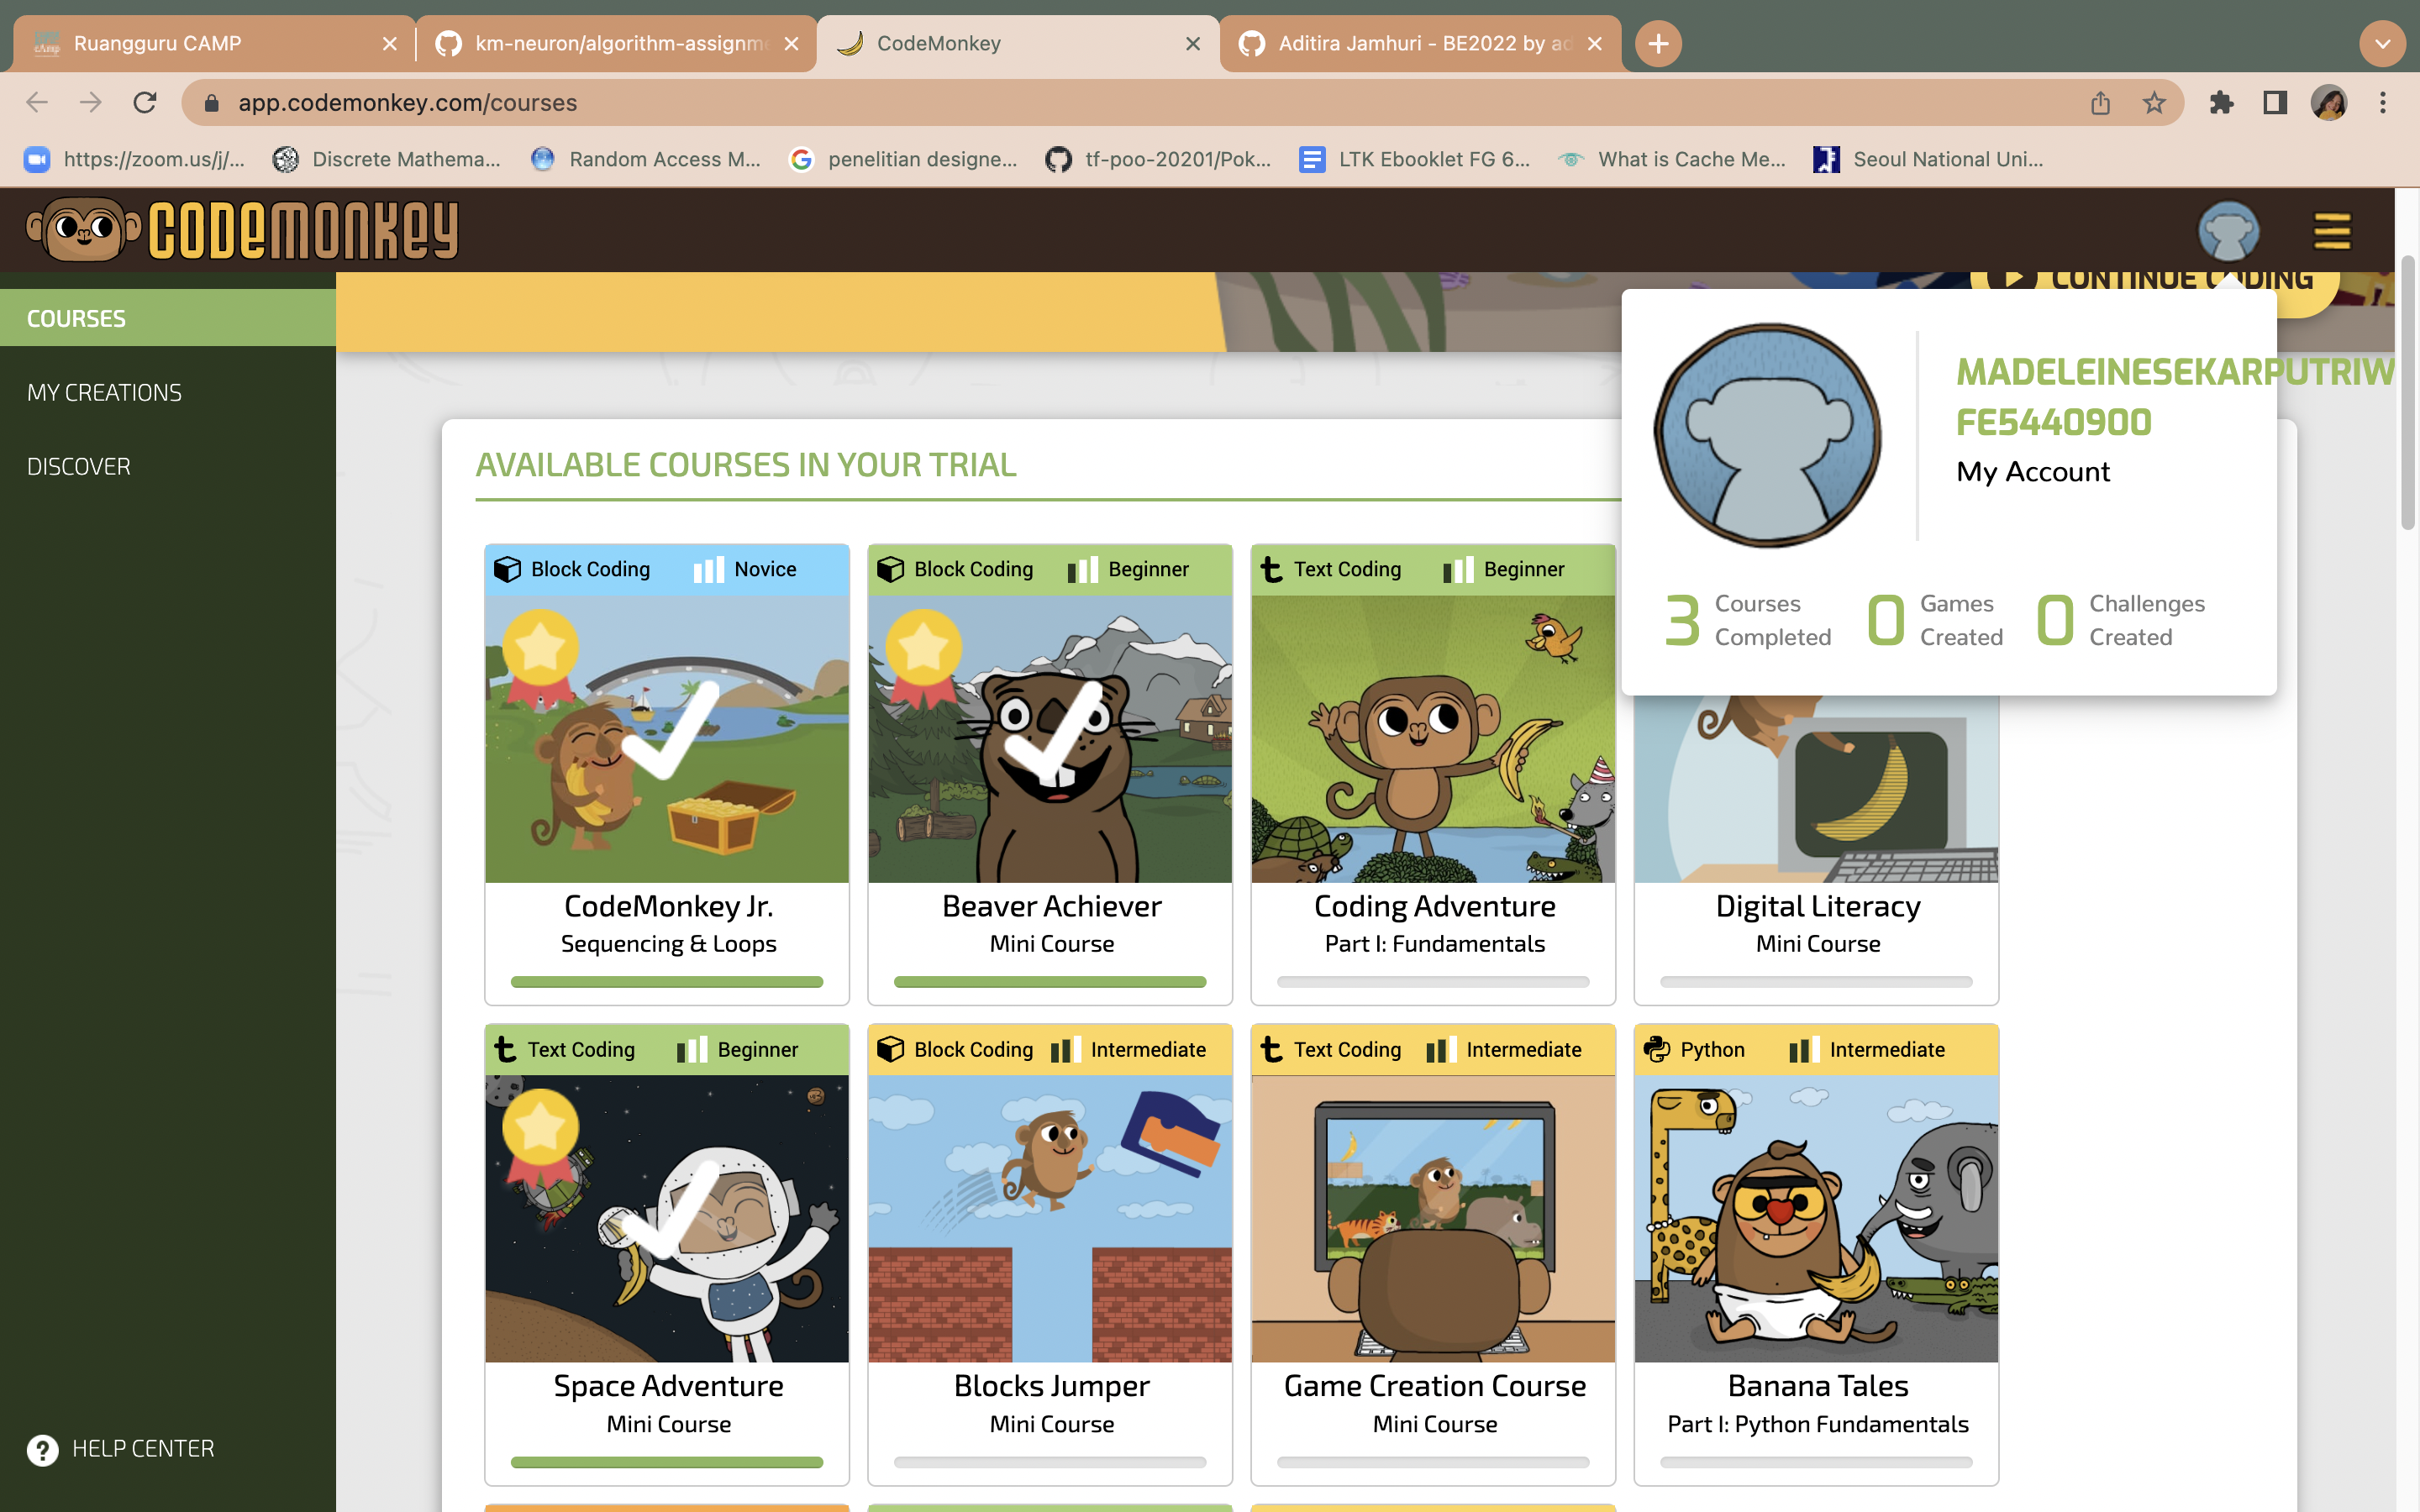 Ruangguru CAMP
km-neuron/algorithm-assignme
CodeMonkey
Aditira Jamhuri - BE2022 by ad
app.codemonkey.com/courses
https://zoom.us/j/...
Discrete Mathema...
Random Access M...
penelitian designe...
tf-poo-20201/Pok...
LTK Ebooklet FG 6...
What is Cache Me...
Seoul National Uni...
CODEMONKEY
CONTINUE CODING
COURSES
MY CREATIONS
DISCOVER
HELP CENTER
MADELEINESEKARPUTRIW
FE5440900
My Account
3 Courses Completed
0 Games Created
0 Challenges Created
AVAILABLE COURSES IN YOUR TRIAL
Block Coding Novice
CodeMonkey Jr.
Sequencing & Loops
Block Coding Beginner
Beaver Achiever
Mini Course
t Text Coding Beginner
Coding Adventure
Part I: Fundamentals
Digital Literacy
Mini Course
t Text Coding Beginner
Space Adventure
Mini Course
Block Coding Intermediate
Blocks Jumper
Mini Course
t Text Coding Intermediate
Game Creation Course
Mini Course
Python Intermediate
Banana Tales
Part I: Python Fundamentals